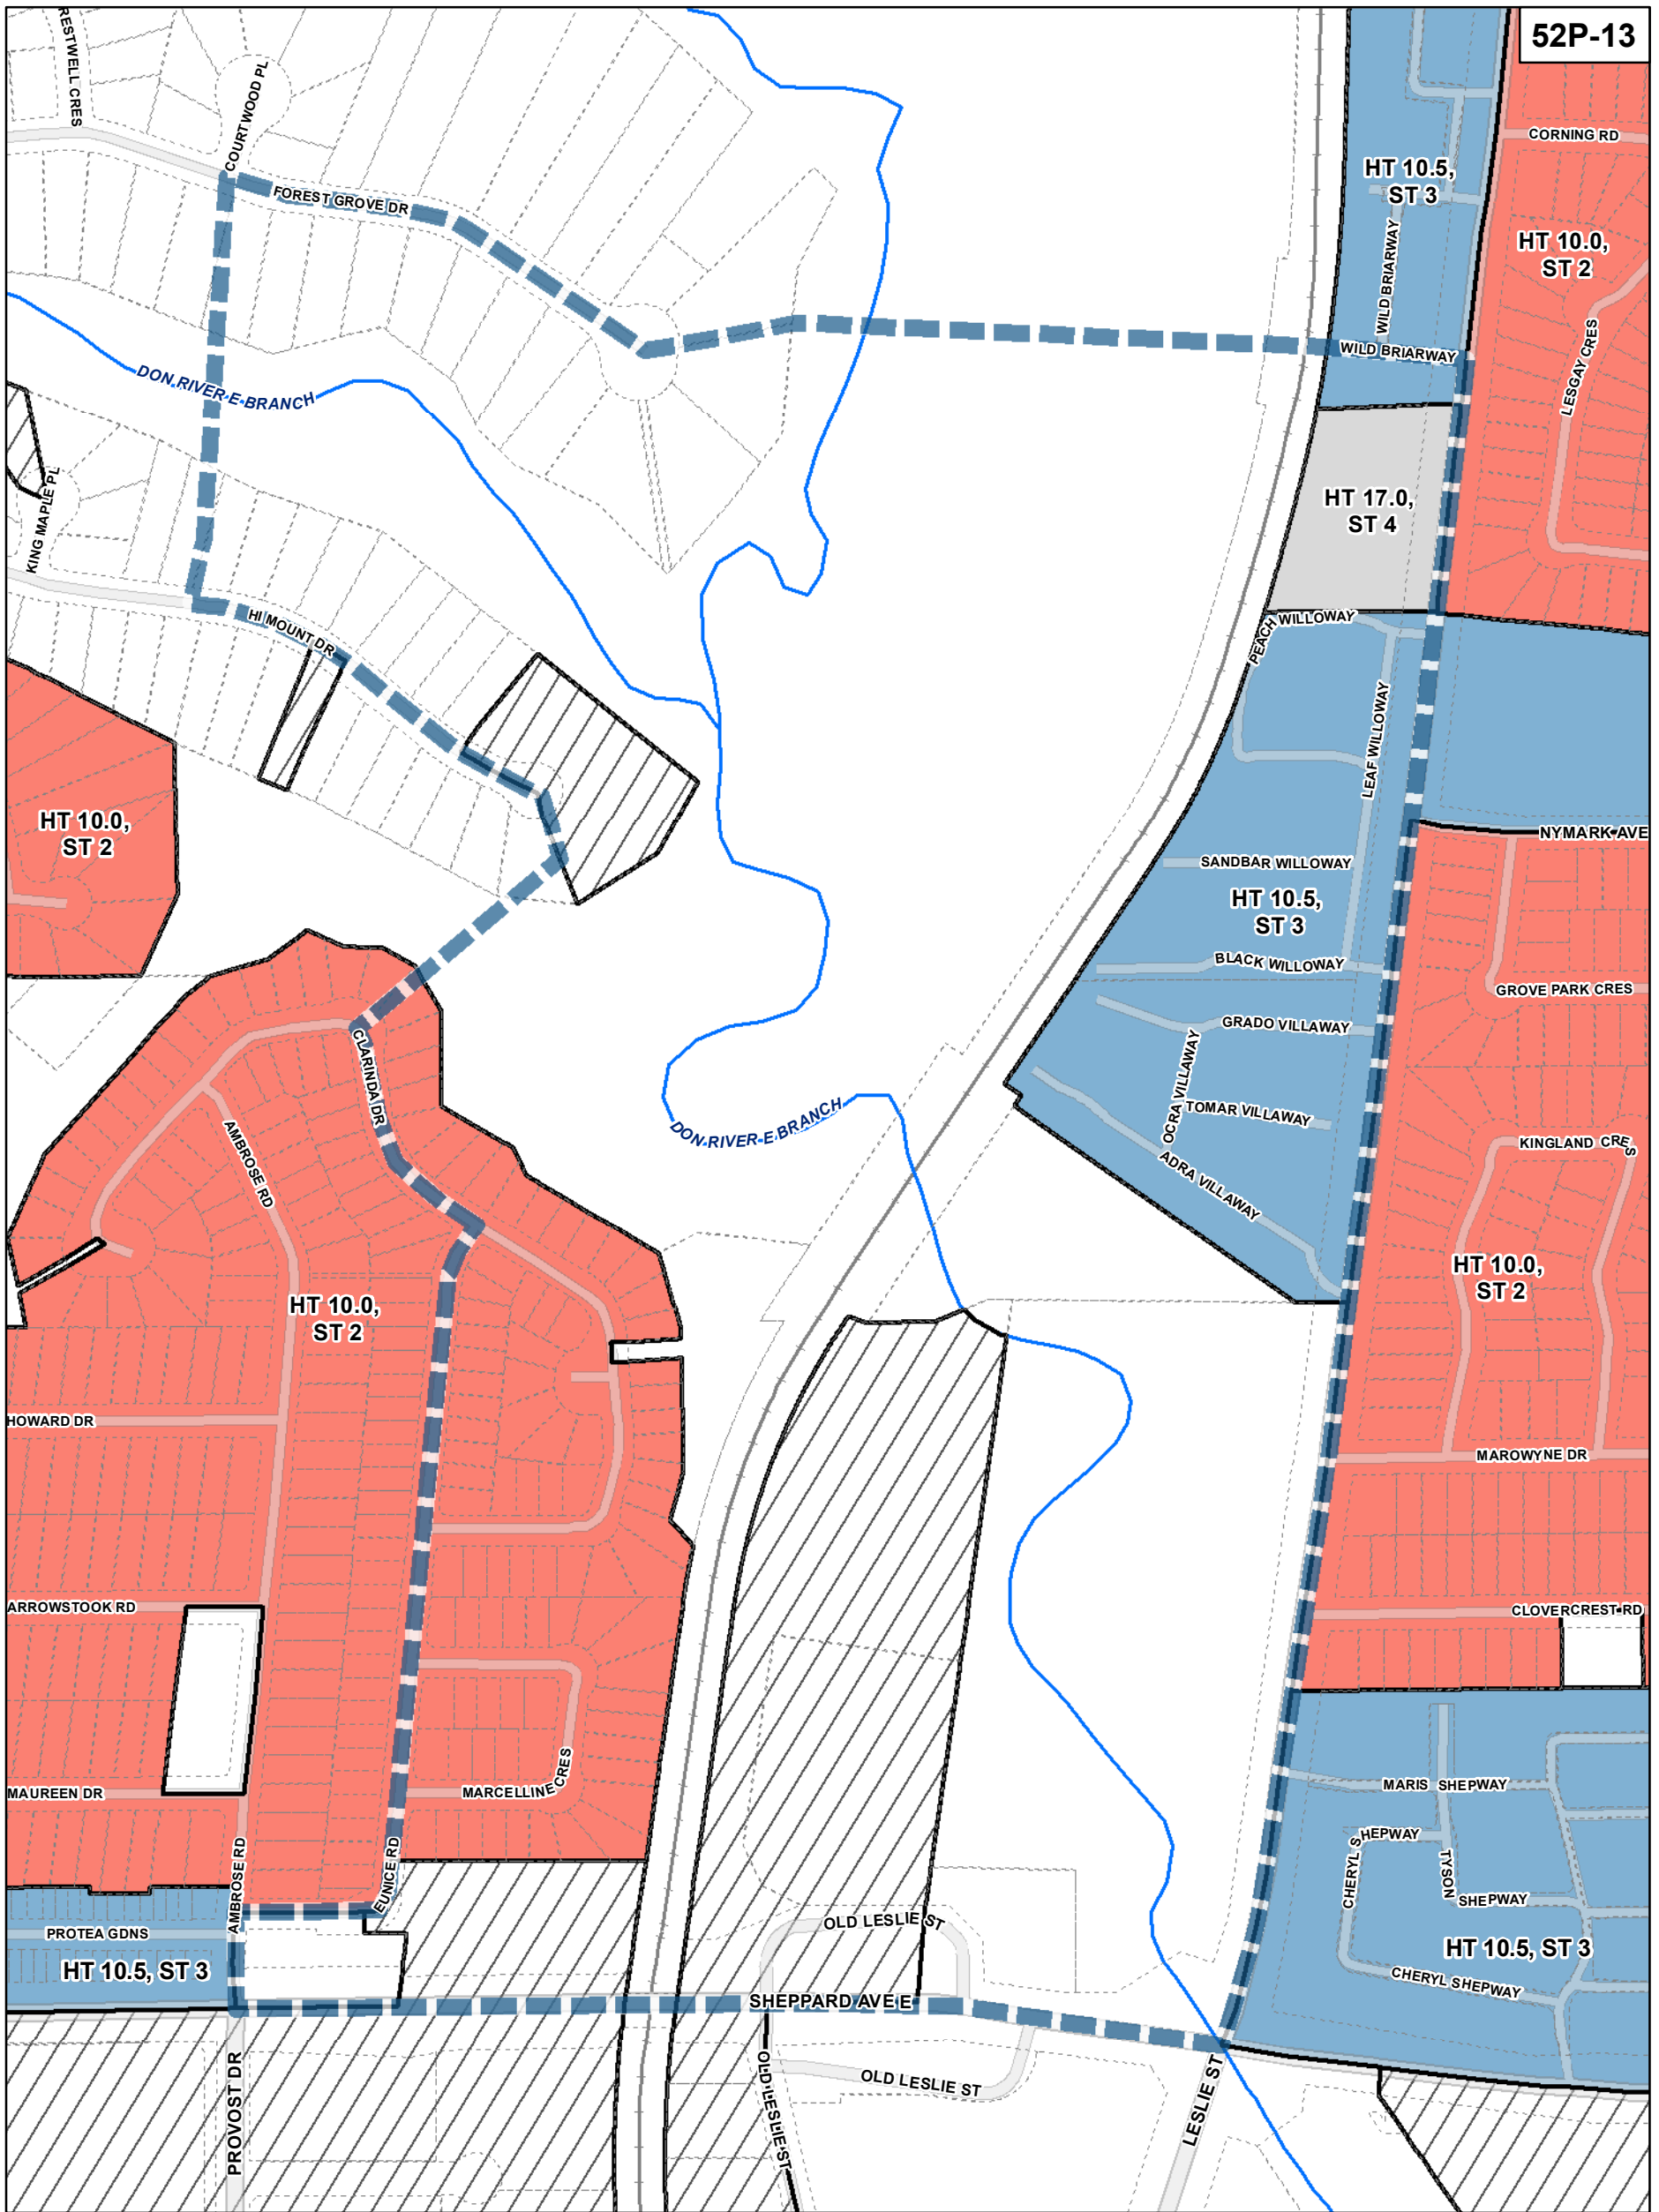 52P-13
RESTWELL CRES
COURTWOOD PL
CORNING RD
HT 10.5,
ST 3
FOREST GROVE DR
HT 10.0,
ST 2
WILD BRIARWAY
LESGAY CRES
WILD BRIARWAY
DON RIVER E BRANCH
KING MAPLE PL
HT 17.0,
ST 4
HI MOUNT DR
PEACH WILLOWAY
LEAF WILLOWAY
HT 10.0,
ST 2
NYMARK AVE
SANDBAR WILLOWAY
HT 10.5,
ST 3
BLACK WILLOWAY
GROVE PARK CRES
GRADO VILLAWAY
CLARINDA DR
OCRA VILLAWAY
TOMAR VILLAWAY
DON RIVER E BRANCH
AMBROSE RD
KINGLAND CRES
ADRA VILLAWAY
HT 10.0,
ST 2
HT 10.0,
ST 2
HOWARD DR
MAROWYNE DR
ARROWSTOOK RD
CLOVERCREST RD
MAUREEN DR
MARCELLINE CRES
MARIS SHEPWAY
CHERYL SHEPWAY
TYSON SHEPWAY
AMBROSE RD
EUNICE RD
PROTEA GDNS
OLD LESLIE ST
HT 10.5, ST 3
HT 10.5, ST 3
CHERYL SHEPWAY
SHEPPARD AVE E
PROVOST DR
OLD LESLIE ST
OLD LESLIE ST
LESLIE ST